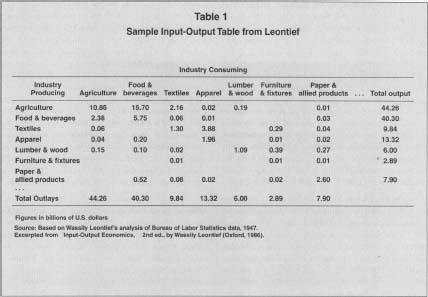 Table 1
Sample Input-Output Table from Leontief
Industry Consuming
Industry Producing Agriculture Food & beverages Textiles Apparel Lumber & wood Furniture & fixtures Paper & allied products ... Total output
Agriculture 10.86 15.70 2.16 0.02 0.19 0.01 44.26
Food & beverages 2.38 5.75 0.06 0.01 0.03 40.30
Textiles 0.06 1.30 3.88 0.29 0.04 9.84
Apparel 0.04 0.20 1.96 0.01 0.02 13.32
Lumber & wood 0.15 0.10 0.02 1.09 0.39 0.27 6.00
Furniture & fixtures 0.01 0.01 0.01 2.89
Paper &
allied products 0.52 0.08 0.02 0.02 2.60 7.90
...
Total Outlays 44.26 40.30 9.84 13.32 6.00 2.89 7.90
Figures in billions of U.S. dollars
Source: Based on Wassily Leontief's analysis of Bureau of Labor Statistics data, 1947.
Excerpted from Input-Output Economics, 2nd ed., by Wassily Leontief (Oxford, 1986).